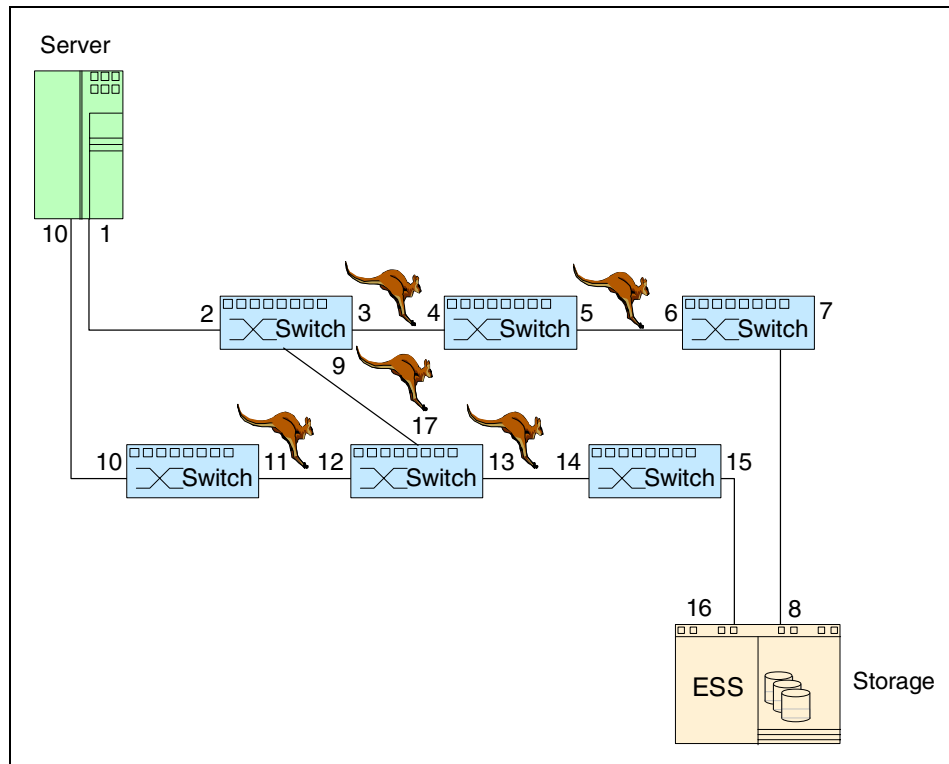 Server
10 1
2 Switch 3 4 Switch 5 6 Switch 7
9
17
10 Switch 11 12 Switch 13 14 Switch 15
16 8
ESS Storage